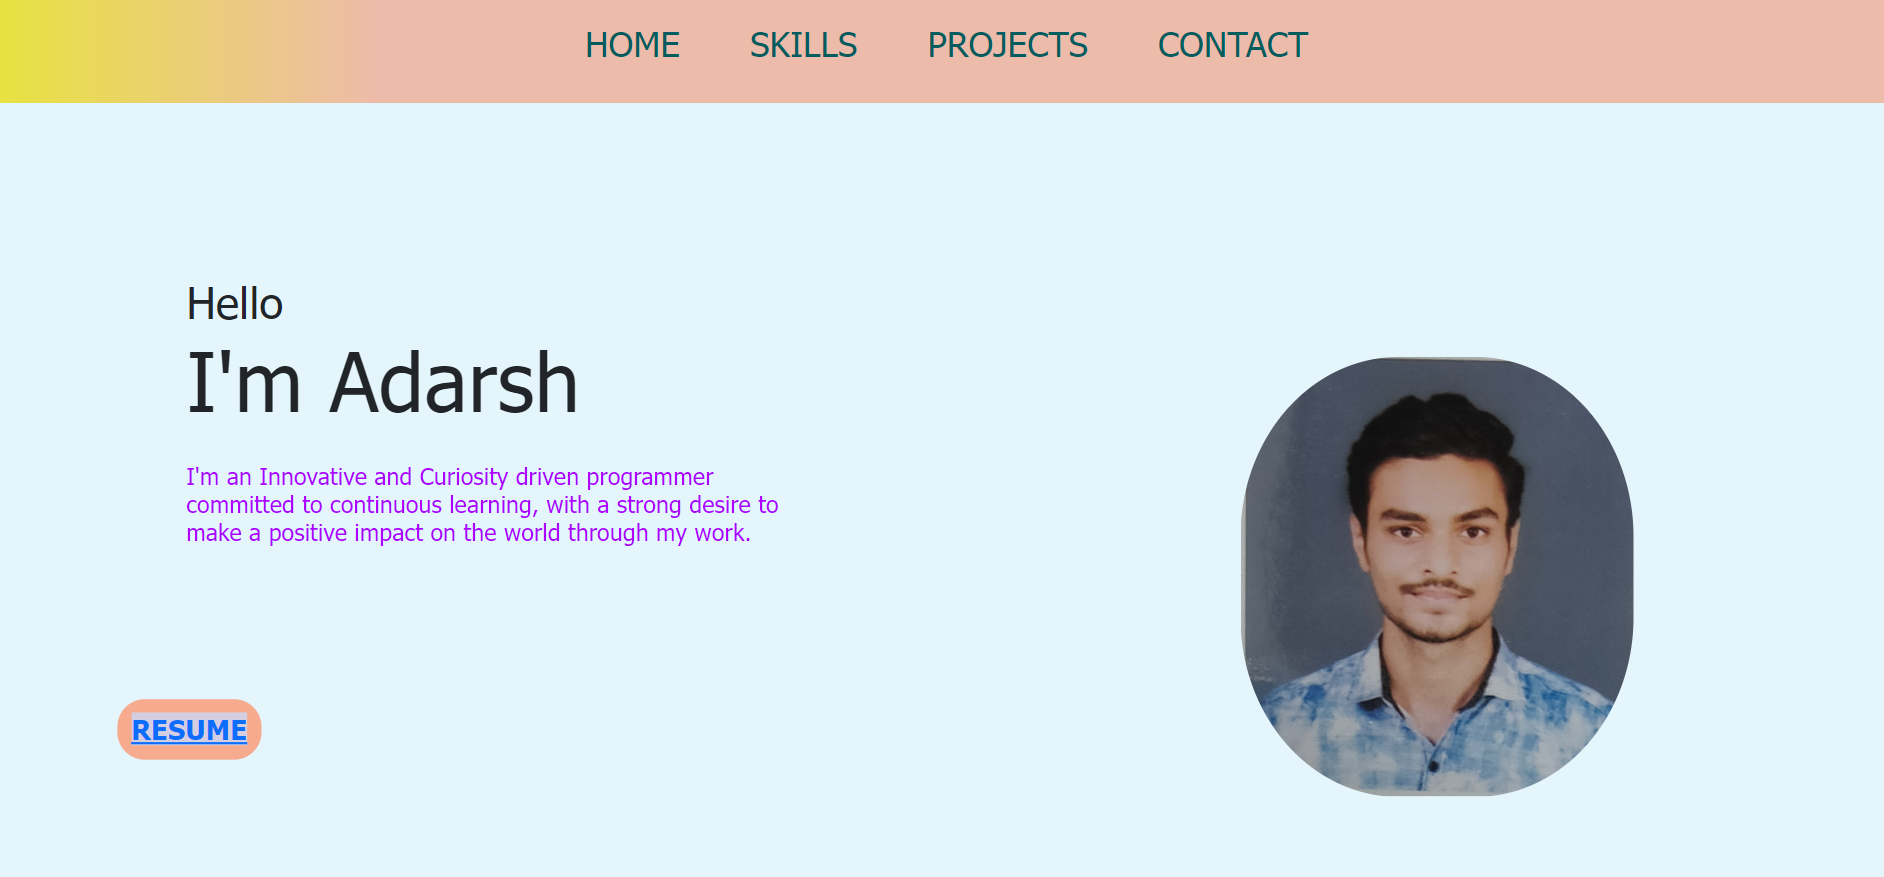 HOME SKILLS PROJECTS CONTACT
Hello
I'm Adarsh
I'm an Innovative and Curiosity driven programmer
committed to continuous learning, with a strong desire to
make a positive impact on the world through my work.
RESUME